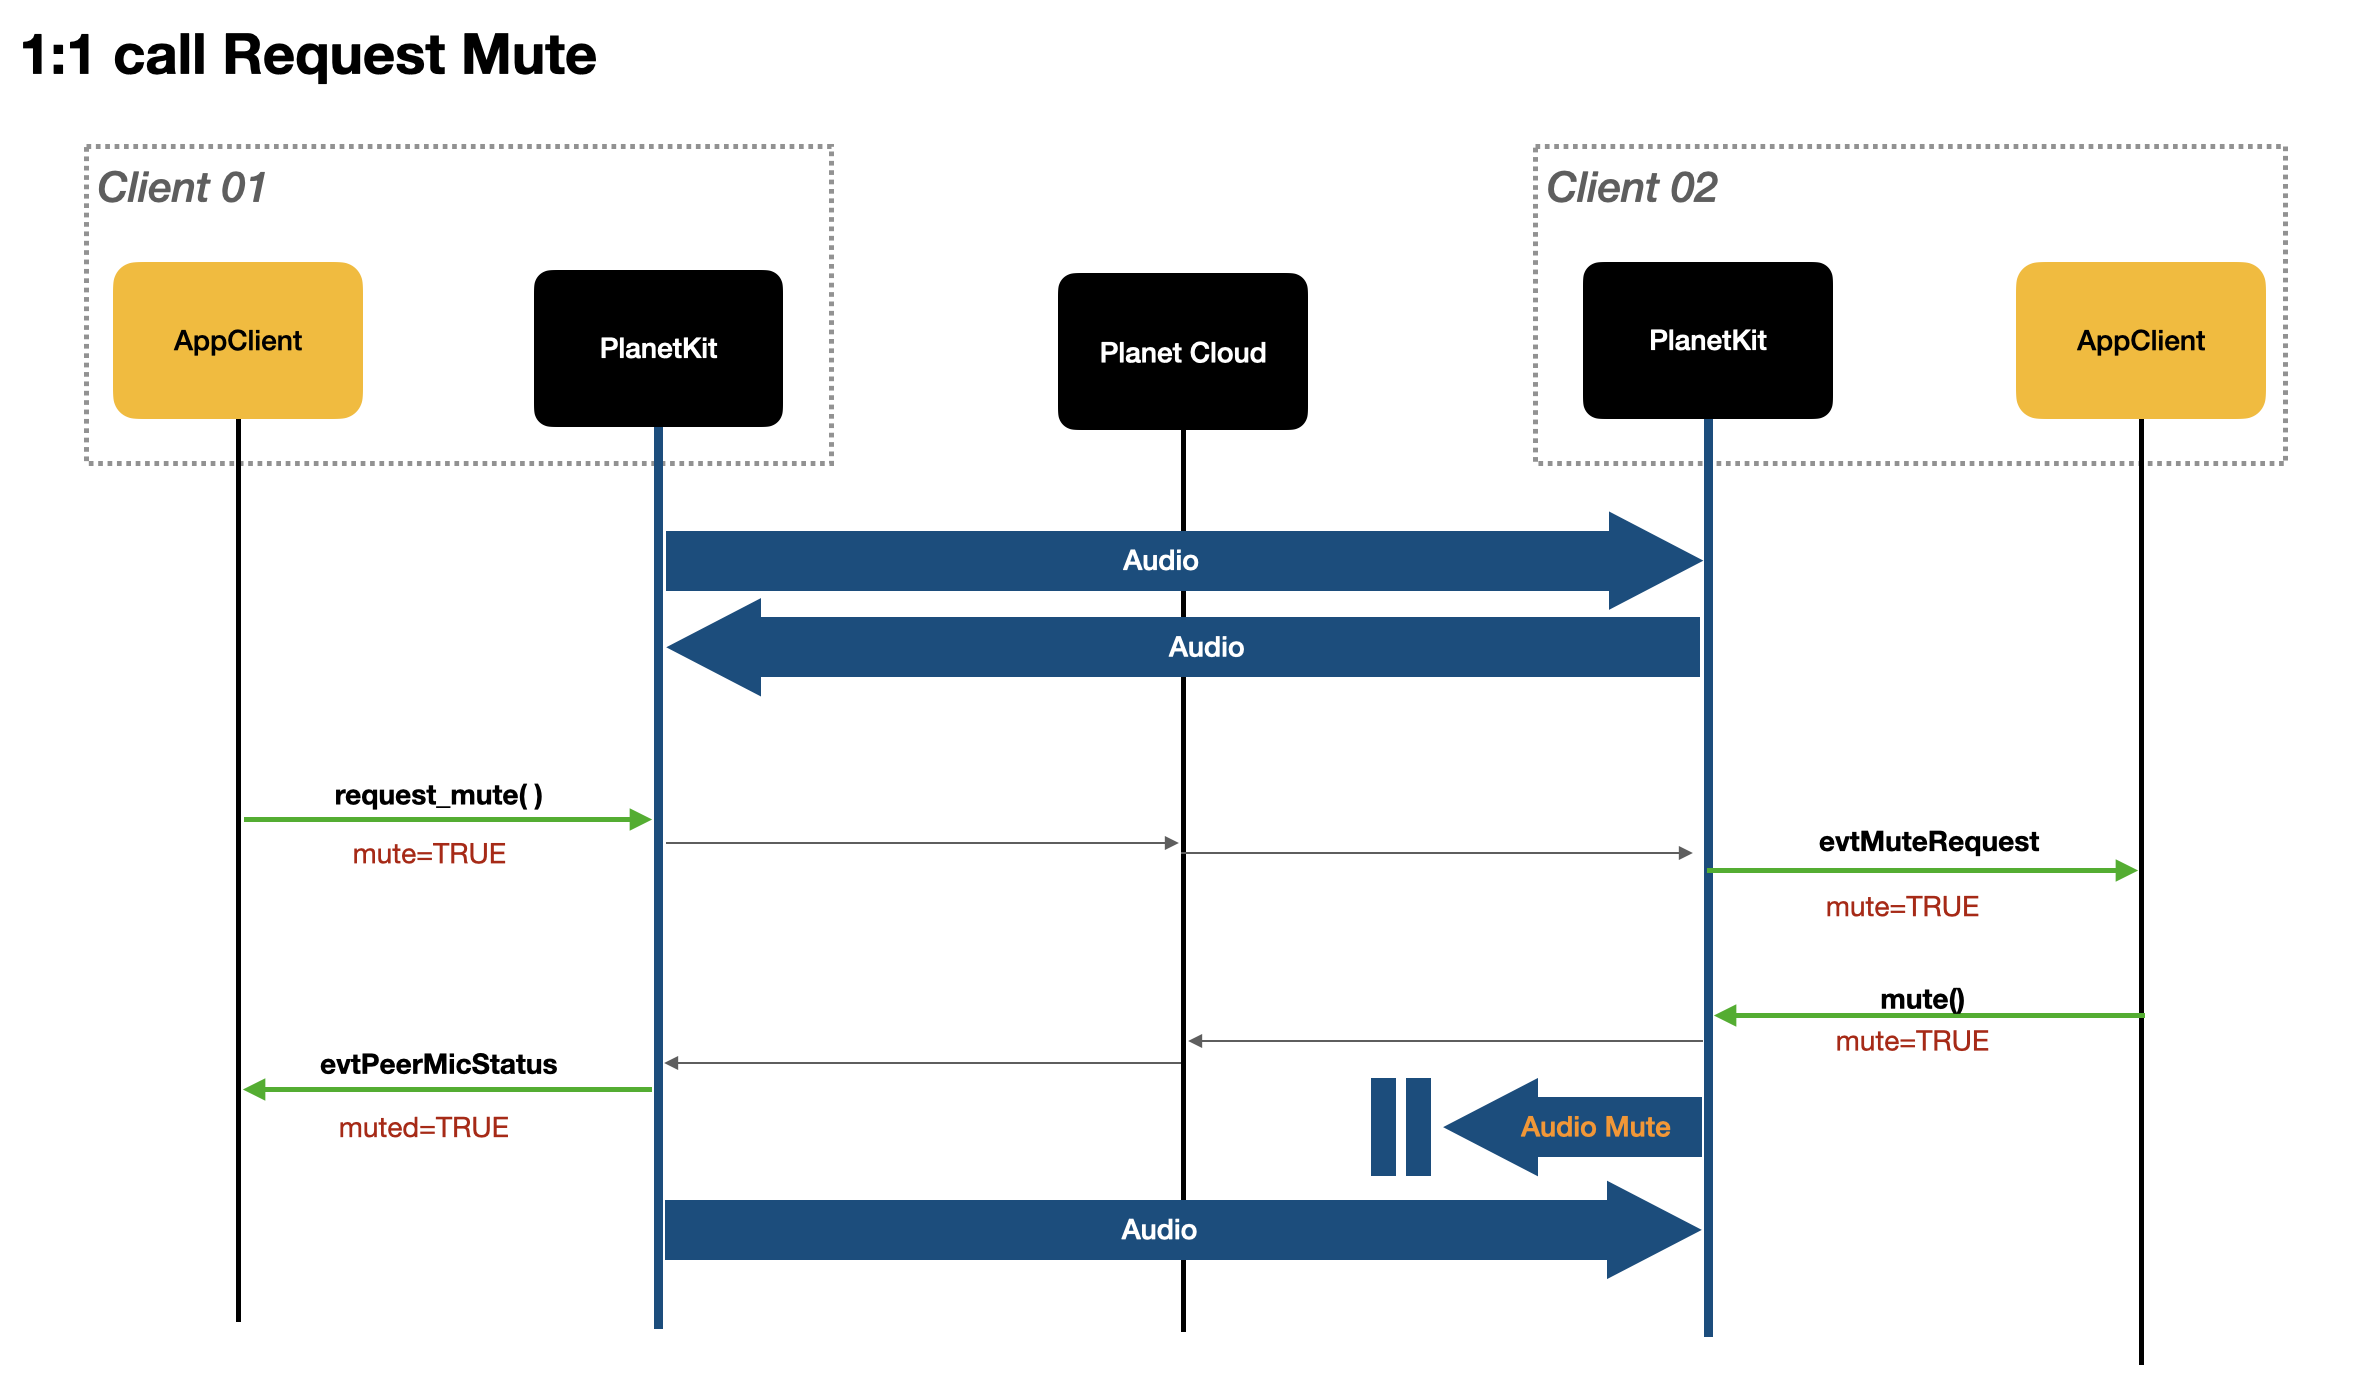 1:1 call Request Mute
Client 01
Client 02
AppClient
PlanetKit
Planet Cloud
PlanetKit
AppClient
Audio
Audio
request_mute( )
mute=TRUE
evtMuteRequest
mute=TRUE
mute()
mute=TRUE
evtPeerMicStatus
muted=TRUE
Audio Mute
Audio